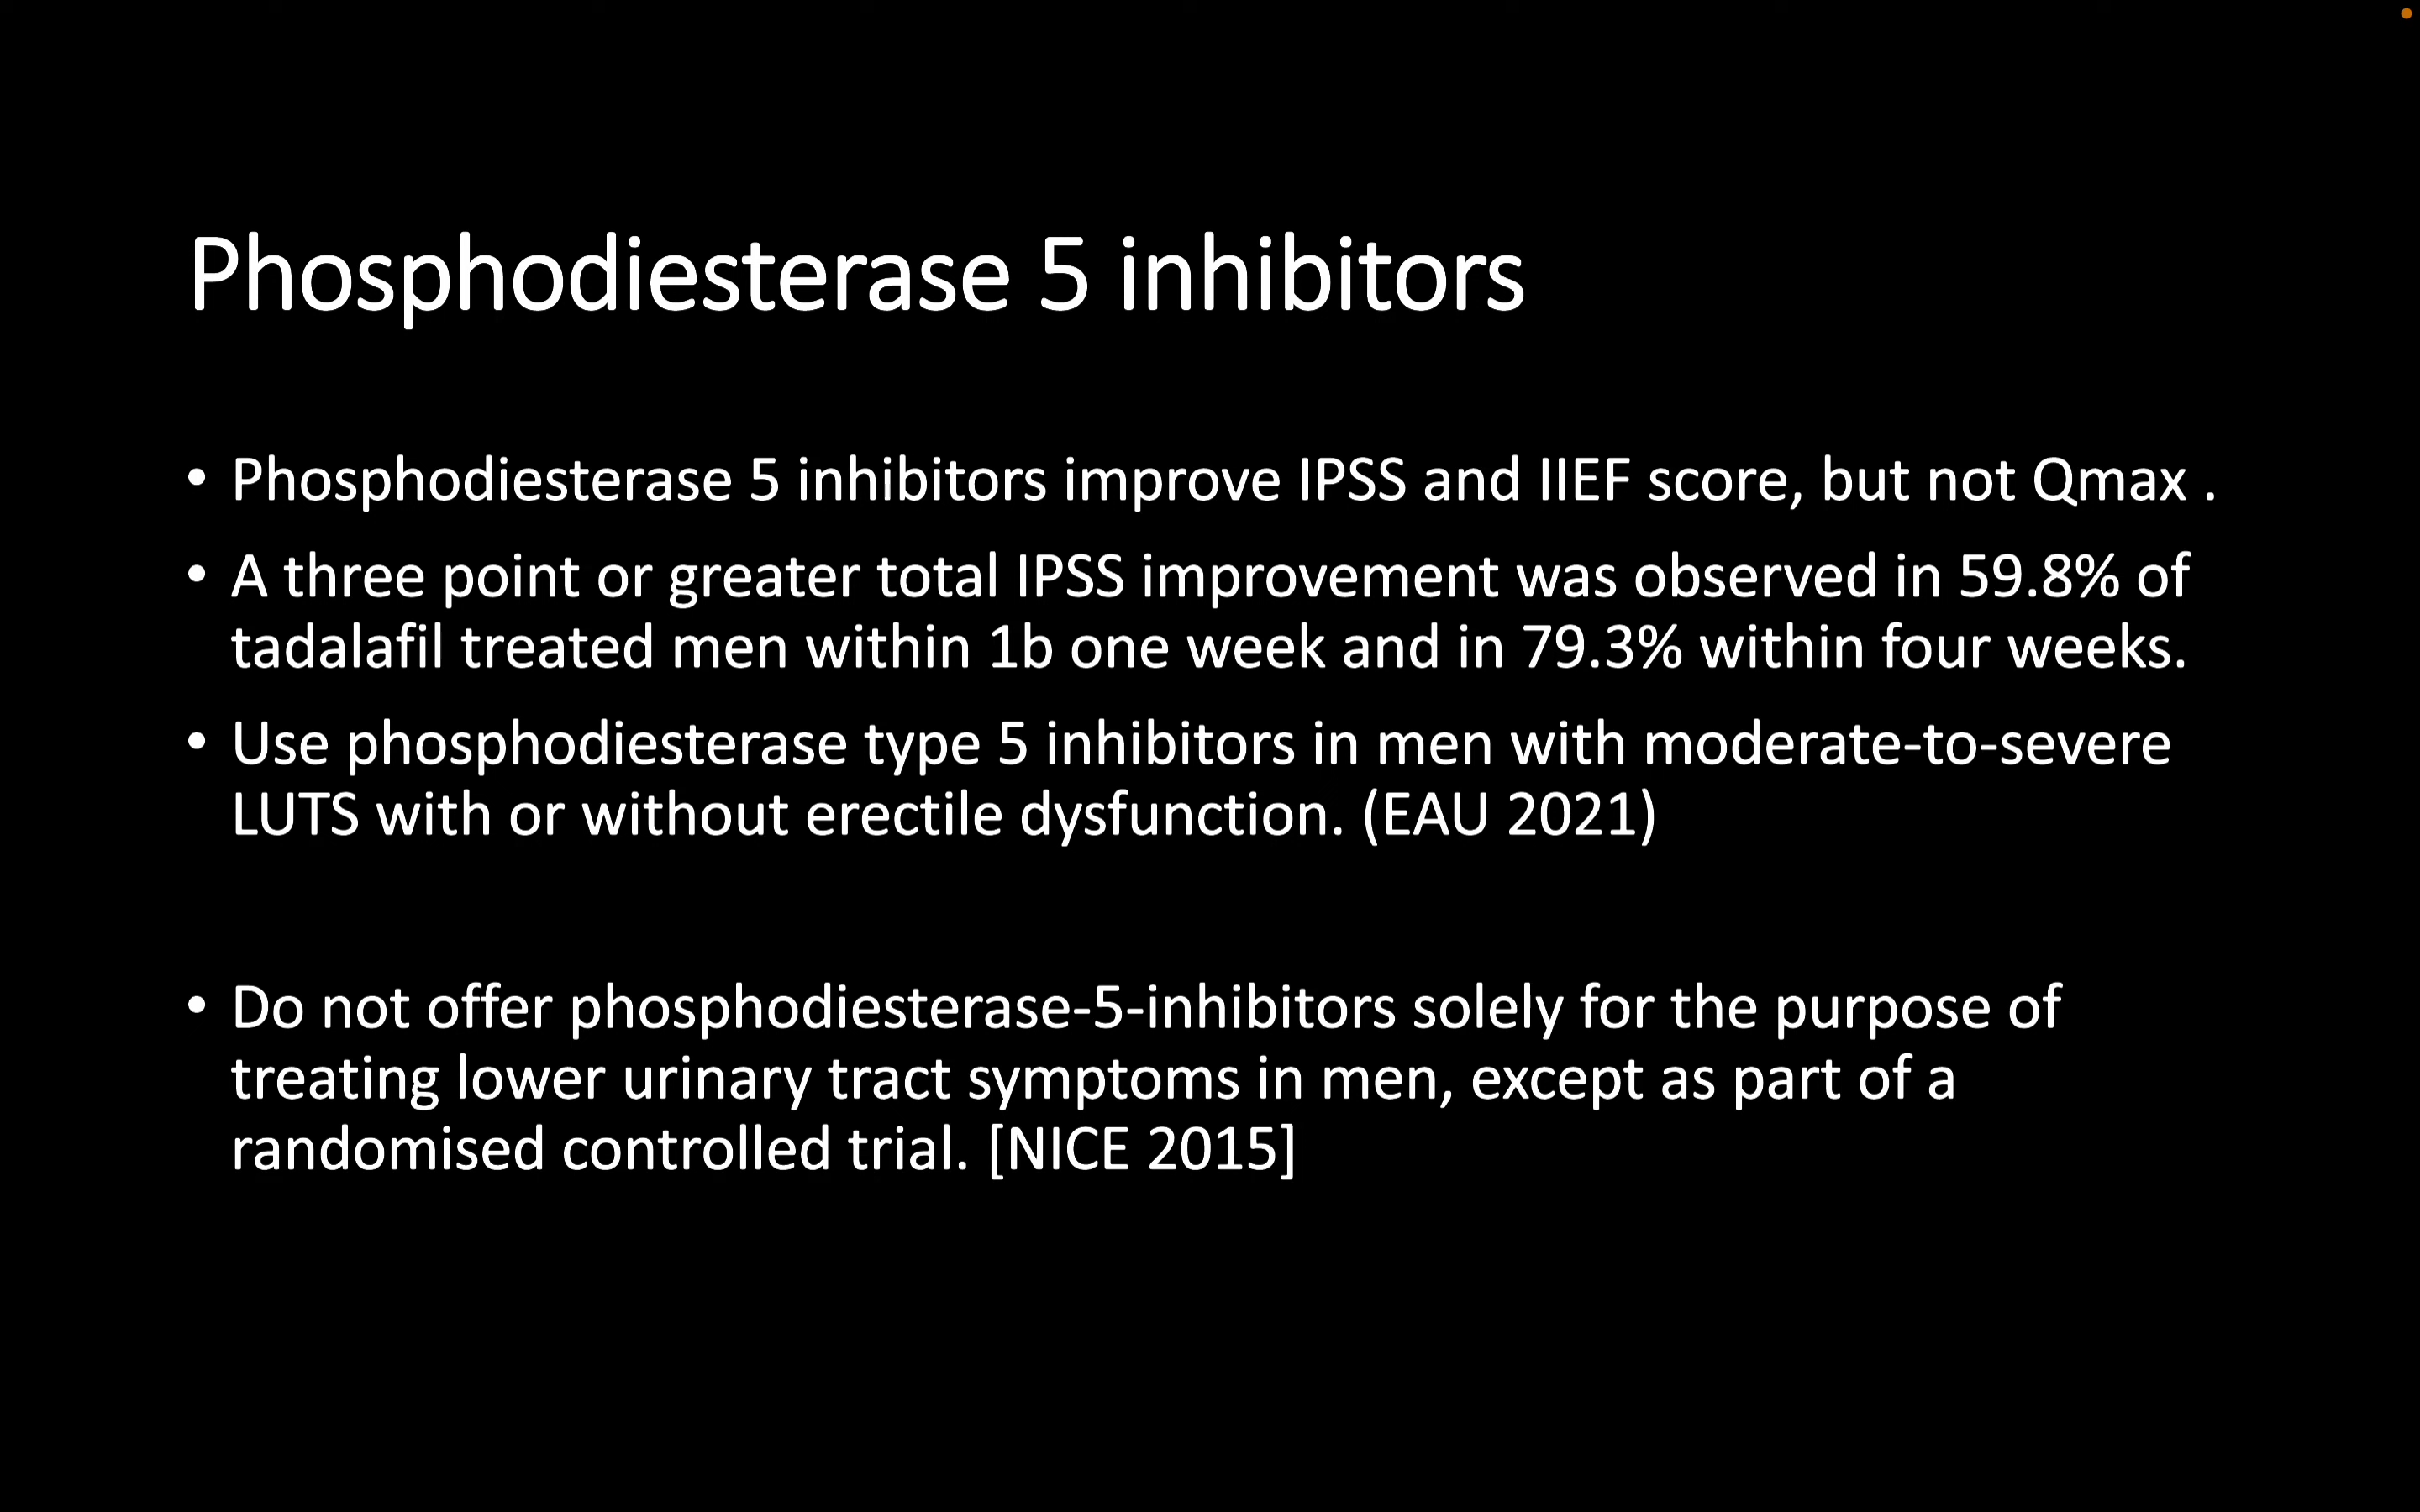 Phosphodiesterase 5 inhibitors
• Phosphodiesterase 5 inhibitors improve IPSS and IIEF score, but not Qmax .
• A three point or greater total IPSS improvement was observed in 59.8% of
tadalafil treated men within 1b one week and in 79.3% within four weeks.
• Use phosphodiesterase type 5 inhibitors in men with moderate-to-severe
LUTS with or without erectile dysfunction. (EAU 2021)
• Do not offer phosphodiesterase-5-inhibitors solely for the purpose of
treating lower urinary tract symptoms in men, except as part of a
randomised controlled trial. [NICE 2015]